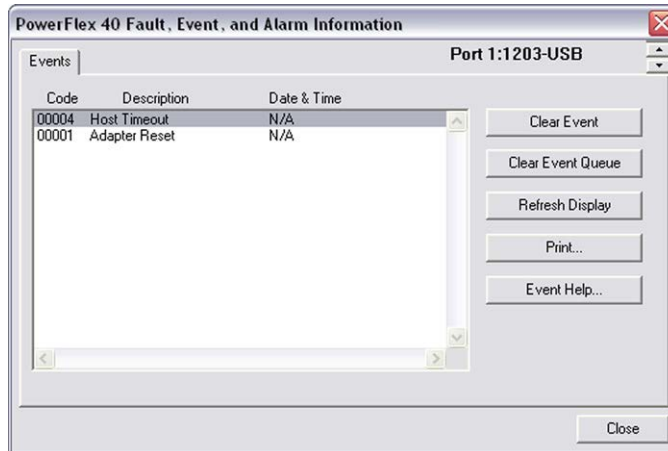 PowerFlex 40 Fault, Event, and Alarm Information
Port 1:1203-USB
Events
Code Description Date & Time
00004 Host Timeout N/A
00001 Adapter Reset N/A
Clear Event
Clear Event Queue
Refresh Display
Print...
Event Help...
Close